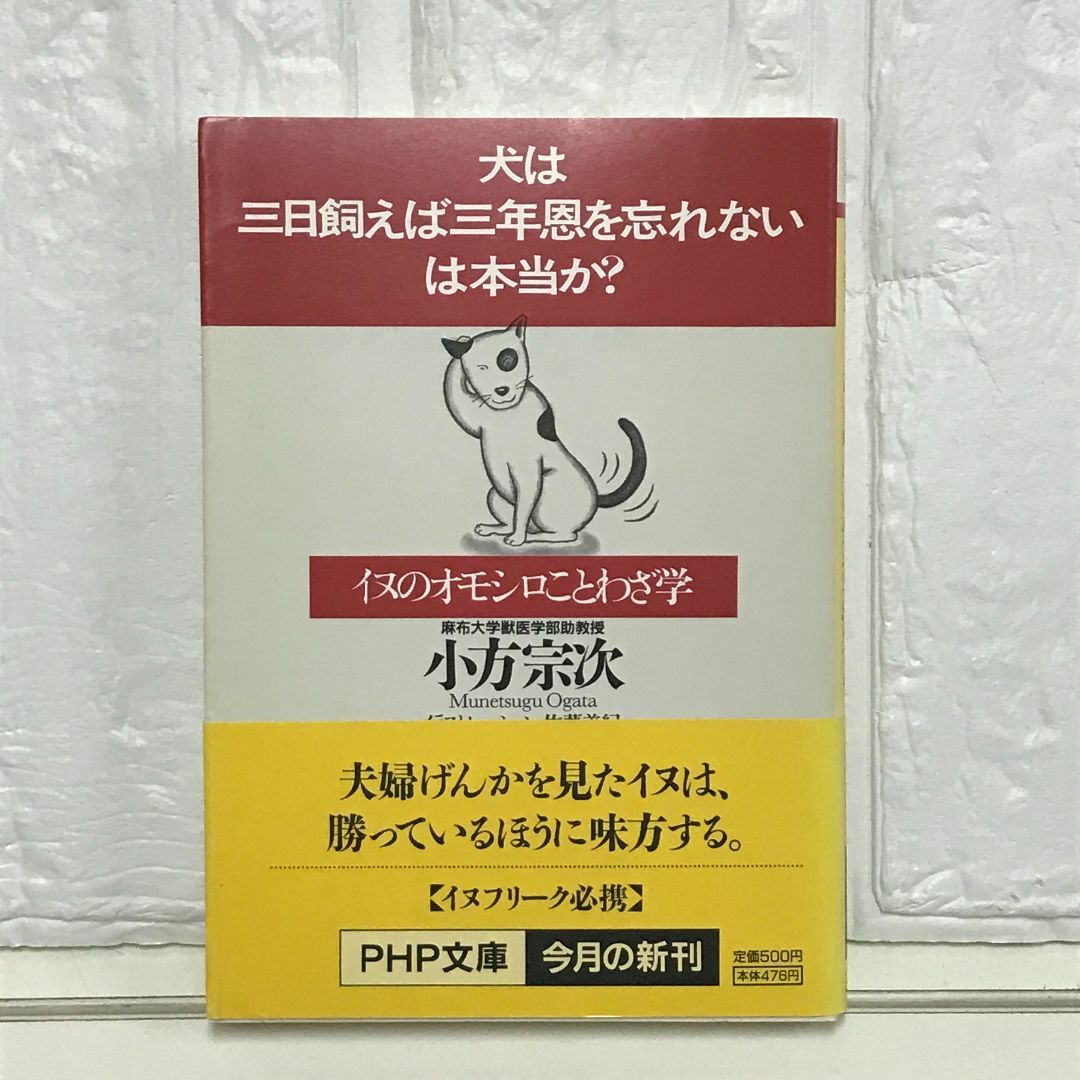 犬は
三日飼えば三年恩を忘れない
は本当か?
イヌのオモシロことわざ学
麻布大学獣医学部助教授
小方宗次
Munetsugu Ogata
夫婦げんかを見たイヌは、
勝っているほうに味方する。
【イヌフリーク必携】
PHP文庫 今月の新刊
定価500円
本体476円